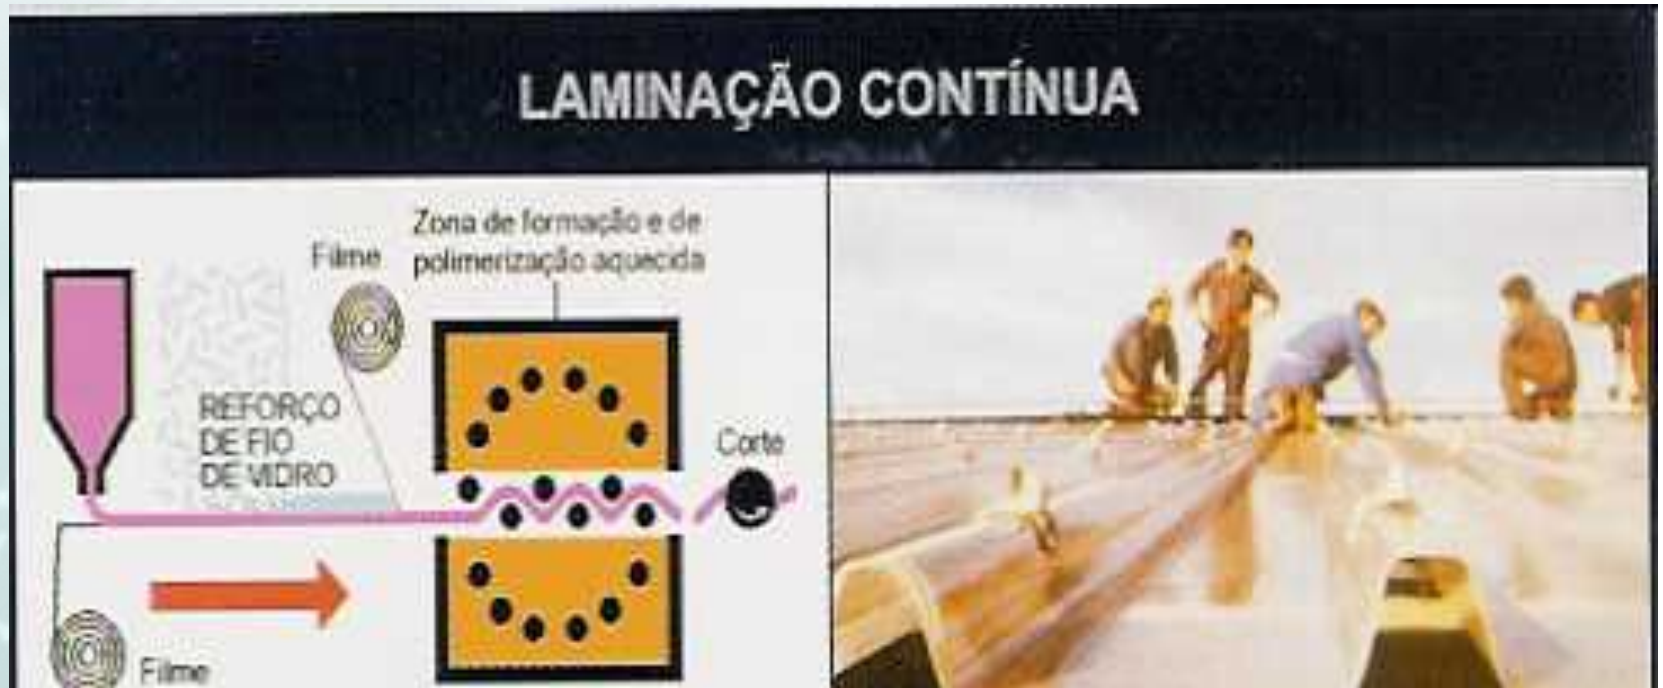 LAMINAÇÃO CONTÍNUA
Zona de formação e de
polimerização aquecida
Filme
REFORÇO
DE FIO
DE VIDRO
Corte
Filme